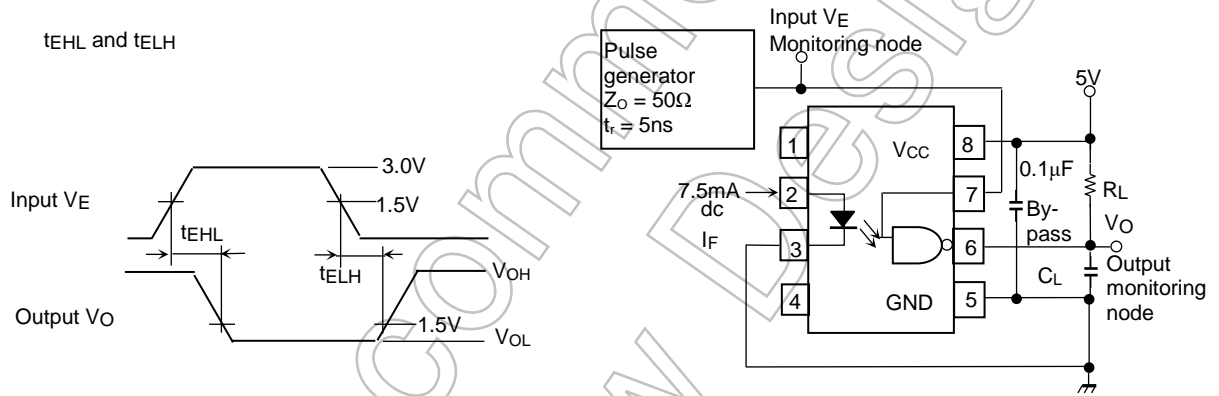 tEHL and tELH
Input VE
3.0V
1.5V
tEHL
tELH
Output VO
VOH
1.5V
VOL
Pulse
generator
ZO = 50Ω
tr = 5ns
Input VE
Monitoring node
5V
1
2
3
4
VCC
GND
8
7
6
5
7.5mA
dc
IF
0.1μF
By-
pass
RL
VO
CL
Output
monitoring
node